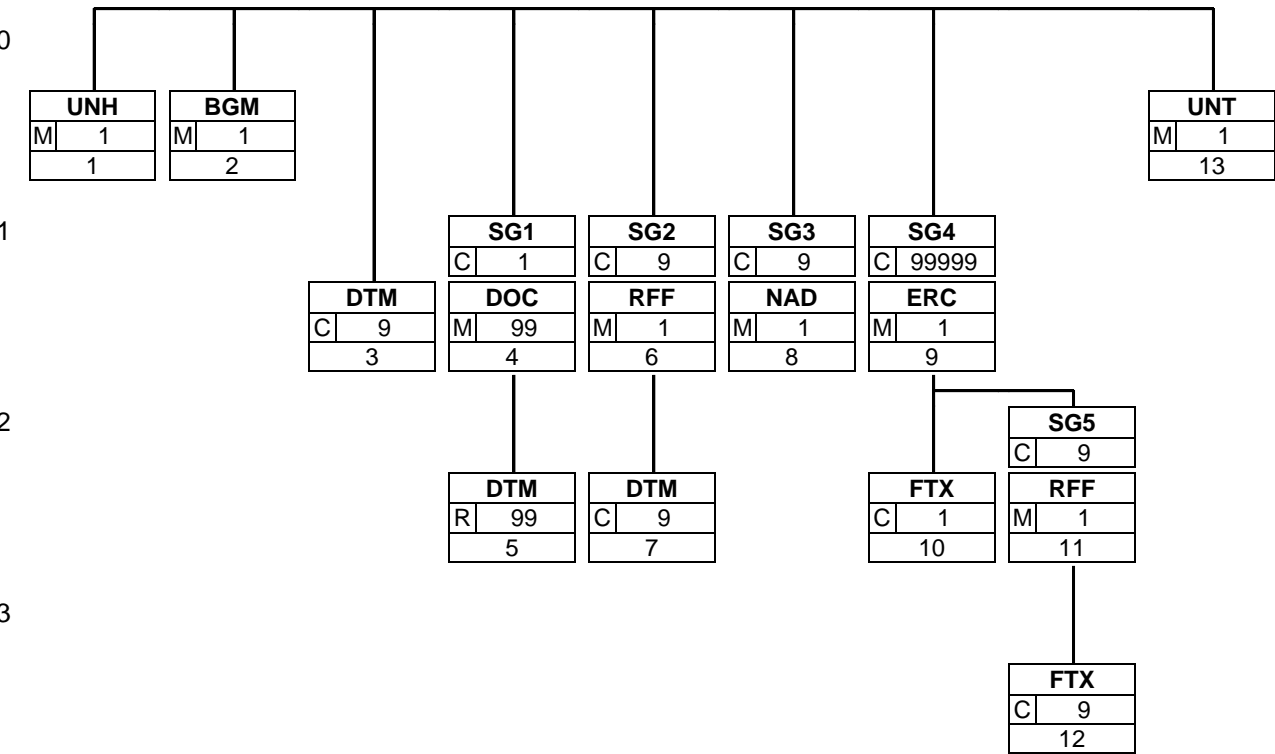 0
UNH BGM UNT
M 1 M 1 M 1
1 2 13
1
SG1 SG2 SG3 SG4
C 1 C 9 C 9 C 99999
DTM DOC RFF NAD ERC
C 9 M 99 M 1 M 1 M 1
3 4 6 8 9
2
SG5
C 9
DTM DTM FTX RFF
R 99 C 9 C 1 M 1
5 7 10 11
3
FTX
C 9
12